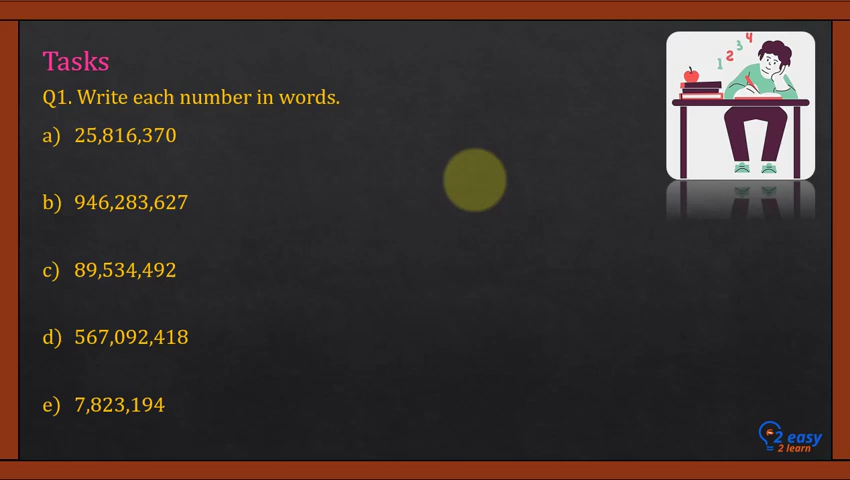 Tasks
Q1. Write each number in words.
a) 25,816,370
b) 946,283,627
c) 89,534,492
d) 567,092,418
e) 7,823,194
1 2 3 4
2 easy
2 learn